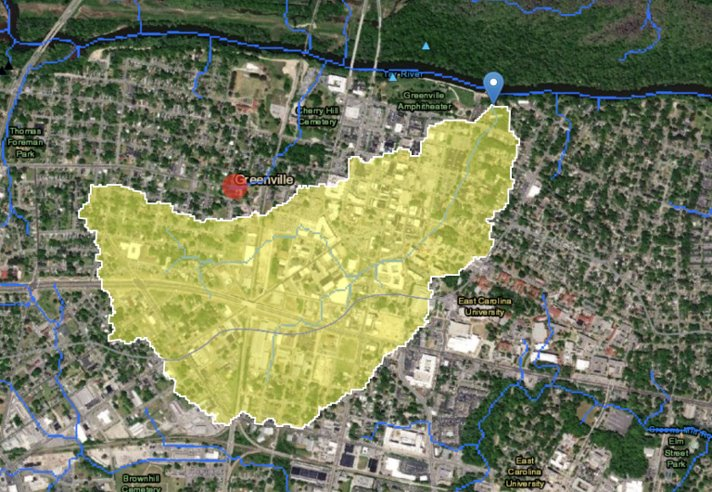 Tar River
Greenville
Amphitheater
Cherry Hill
Cemetery
Thomas
Foreman
Park
Greenville
East Carolina
University
Elm
Street
Park
East
Carolina
University
Brownhill
Cemetery